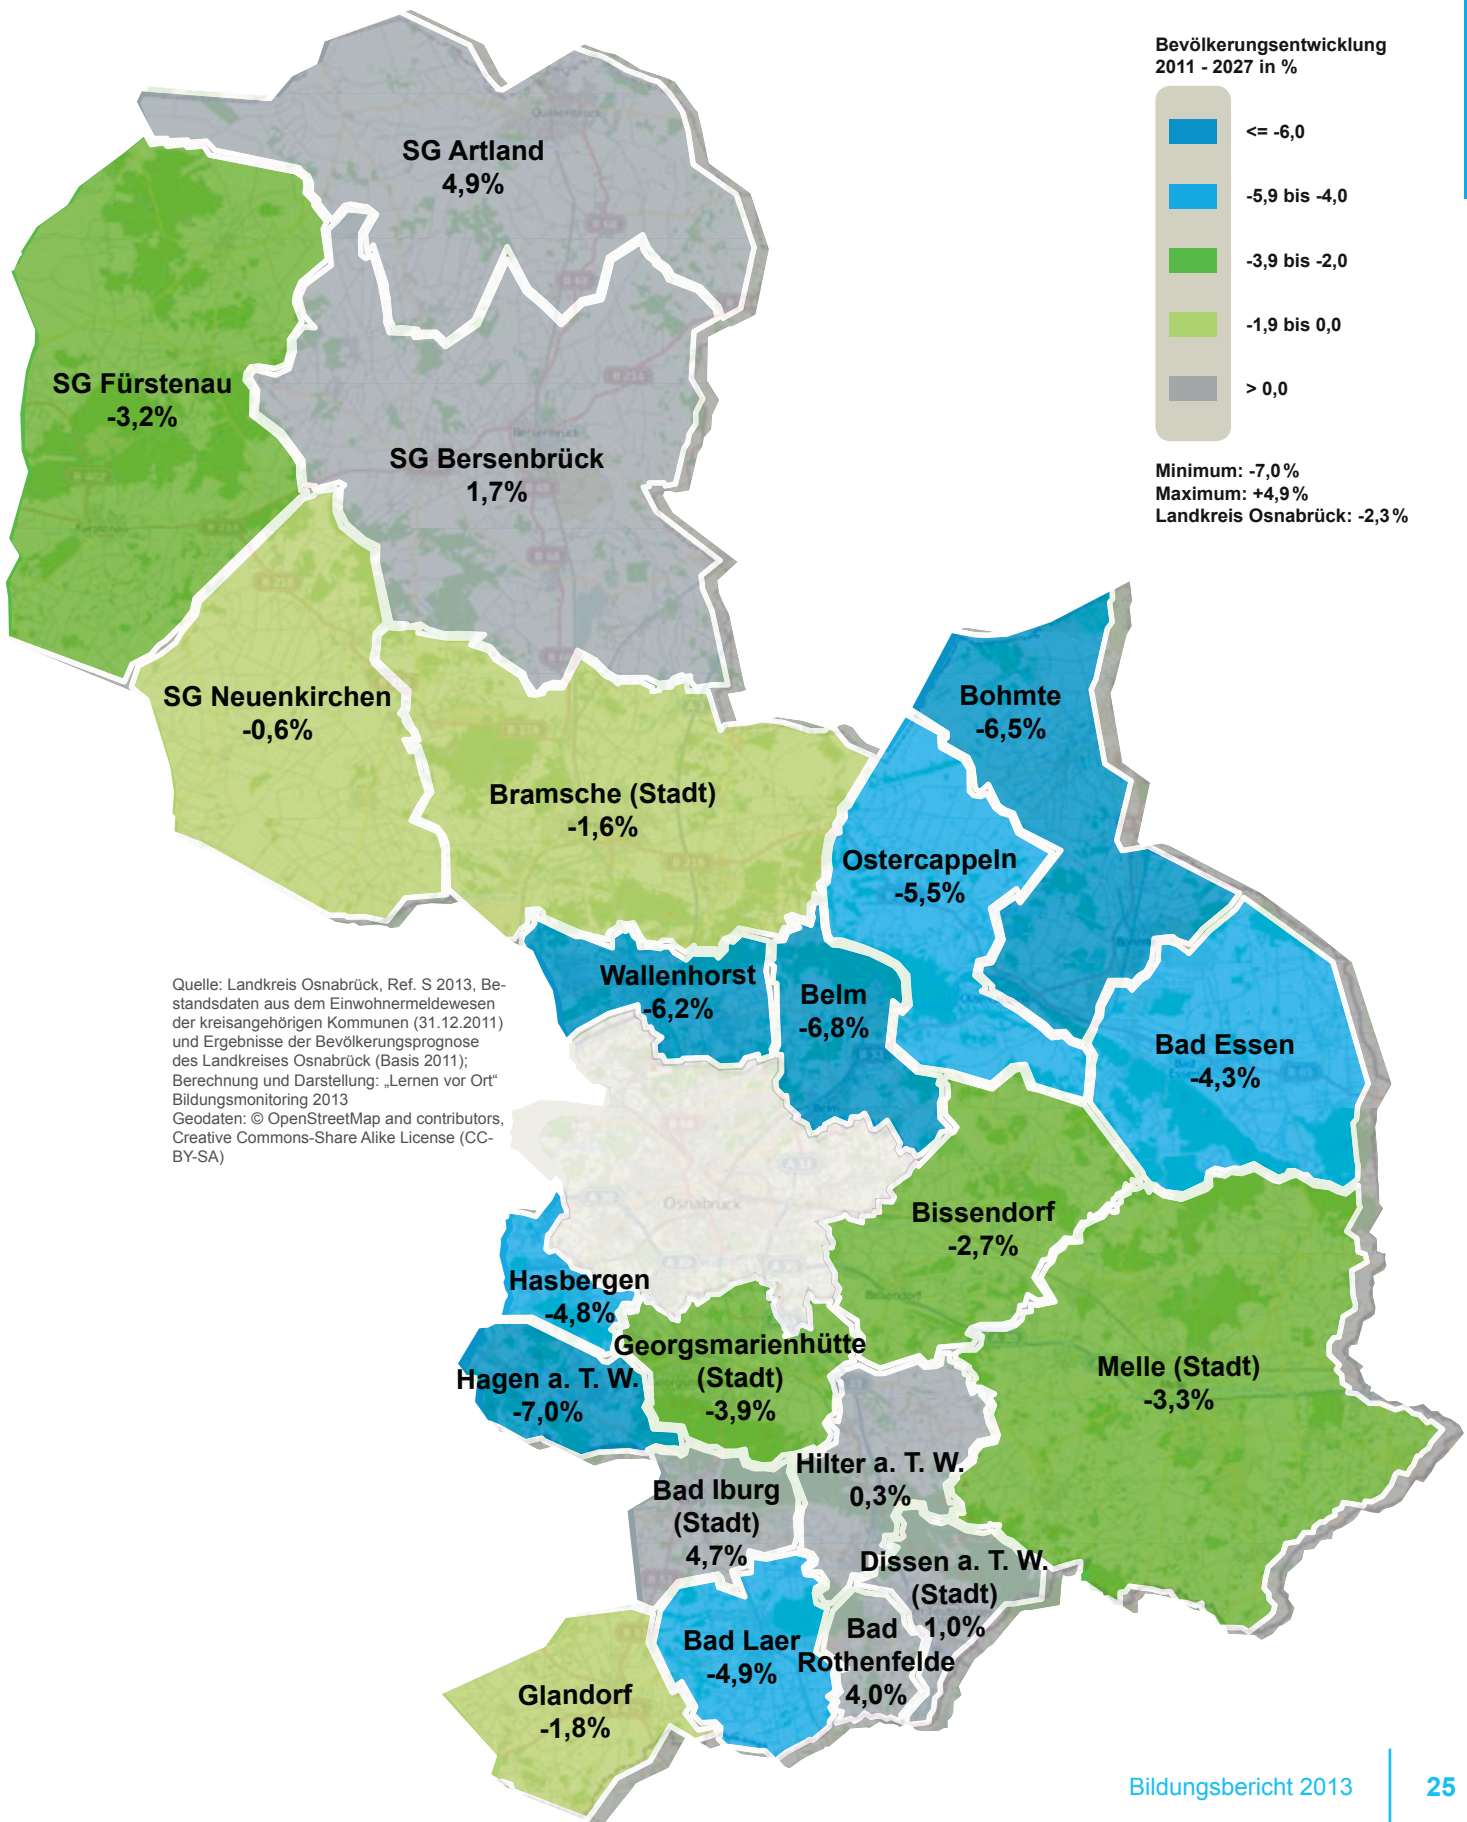 Bevölkerungsentwicklung
2011 - 2027 in %
<= -6,0
-5,9 bis -4,0
-3,9 bis -2,0
-1,9 bis 0,0
> 0,0
Minimum: -7,0%
Maximum: +4,9%
Landkreis Osnabrück: -2,3%
SG Artland
4,9%
SG Fürstenau
-3,2%
SG Bersenbrück
1,7%
SG Neuenkirchen
-0,6%
Bramsche (Stadt)
-1,6%
Bohmte
-6,5%
Ostercappeln
-5,5%
Wallenhorst
-6,2%
Belm
-6,8%
Bad Essen
-4,3%
Quelle: Landkreis Osnabrück, Ref. S 2013, Be-
standsdaten aus dem Einwohnermeldewesen
der kreisangehörigen Kommunen (31.12.2011)
und Ergebnisse der Bevölkerungsprognose
des Landkreises Osnabrück (Basis 2011);
Berechnung und Darstellung: „Lernen vor Ort“
Bildungsmonitoring 2013
Geodaten: © OpenStreetMap and contributors,
Creative Commons-Share Alike License (CC-
BY-SA)
Osnabrück
Bissendorf
-2,7%
Bissendorf
Hasbergen
-4,8%
Georgsmarienhütte
(Stadt)
-3,9%
Hagen a. T. W.
-7,0%
Melle (Stadt)
-3,3%
Hilter a. T. W.
0,3%
Bad Iburg
(Stadt)
4,7%
Dissen a. T. W.
(Stadt)
1,0%
Bad
Rothenfelde
4,0%
Bad Laer
-4,9%
Glandorf
-1,8%
Bildungsbericht 2013
25